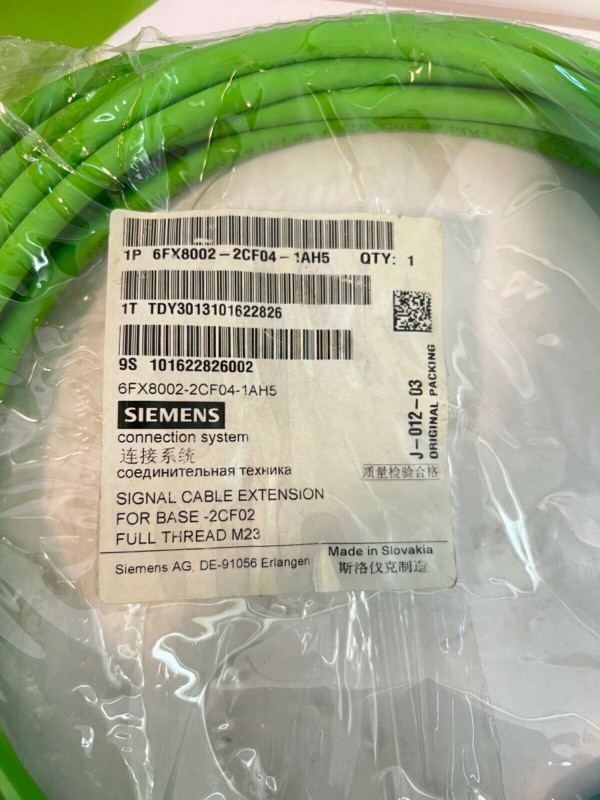 1P 6FX8002-2CF04-1AH5 QTY: 1
1T TDY3013101622826
9S 101622826002
6FX8002-2CF04-1AH5
SIEMENS
connection system
连接系统
соединительная техника
SIGNAL CABLE EXTENSION
FOR BASE -2CF02
FULL THREAD M23
J-012-03
ORIGINAL PACKING
质量检验合格
Siemens AG, DE-91056 Erlangen
Made in Slovakia
斯洛伐克制造